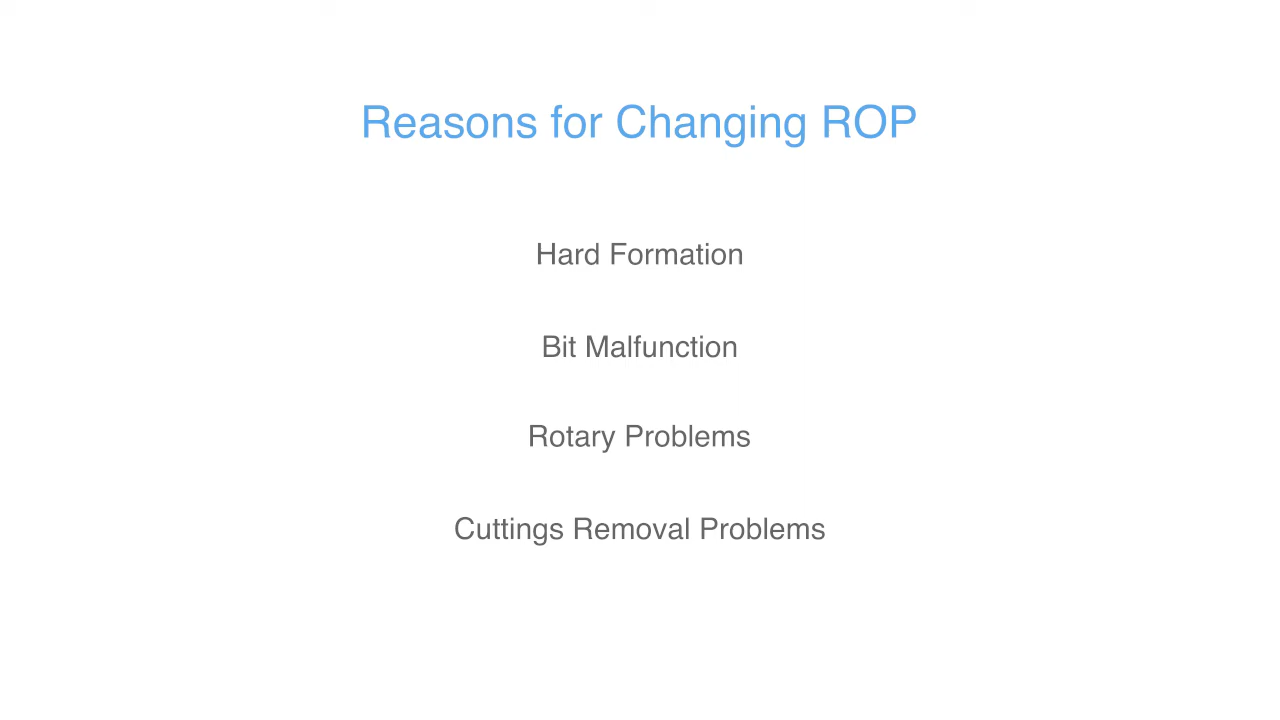 Reasons for Changing ROP
Hard Formation
Bit Malfunction
Rotary Problems
Cuttings Removal Problems